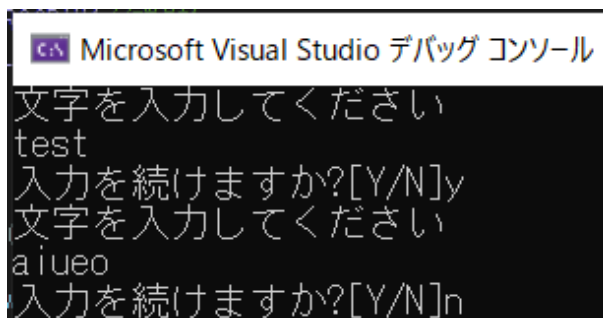 Microsoft Visual Studio デバッグ コンソール
文字を入力してください
test
入力を続けますか?[Y/N]y
文字を入力してください
aiueo
入力を続けますか?[Y/N]n